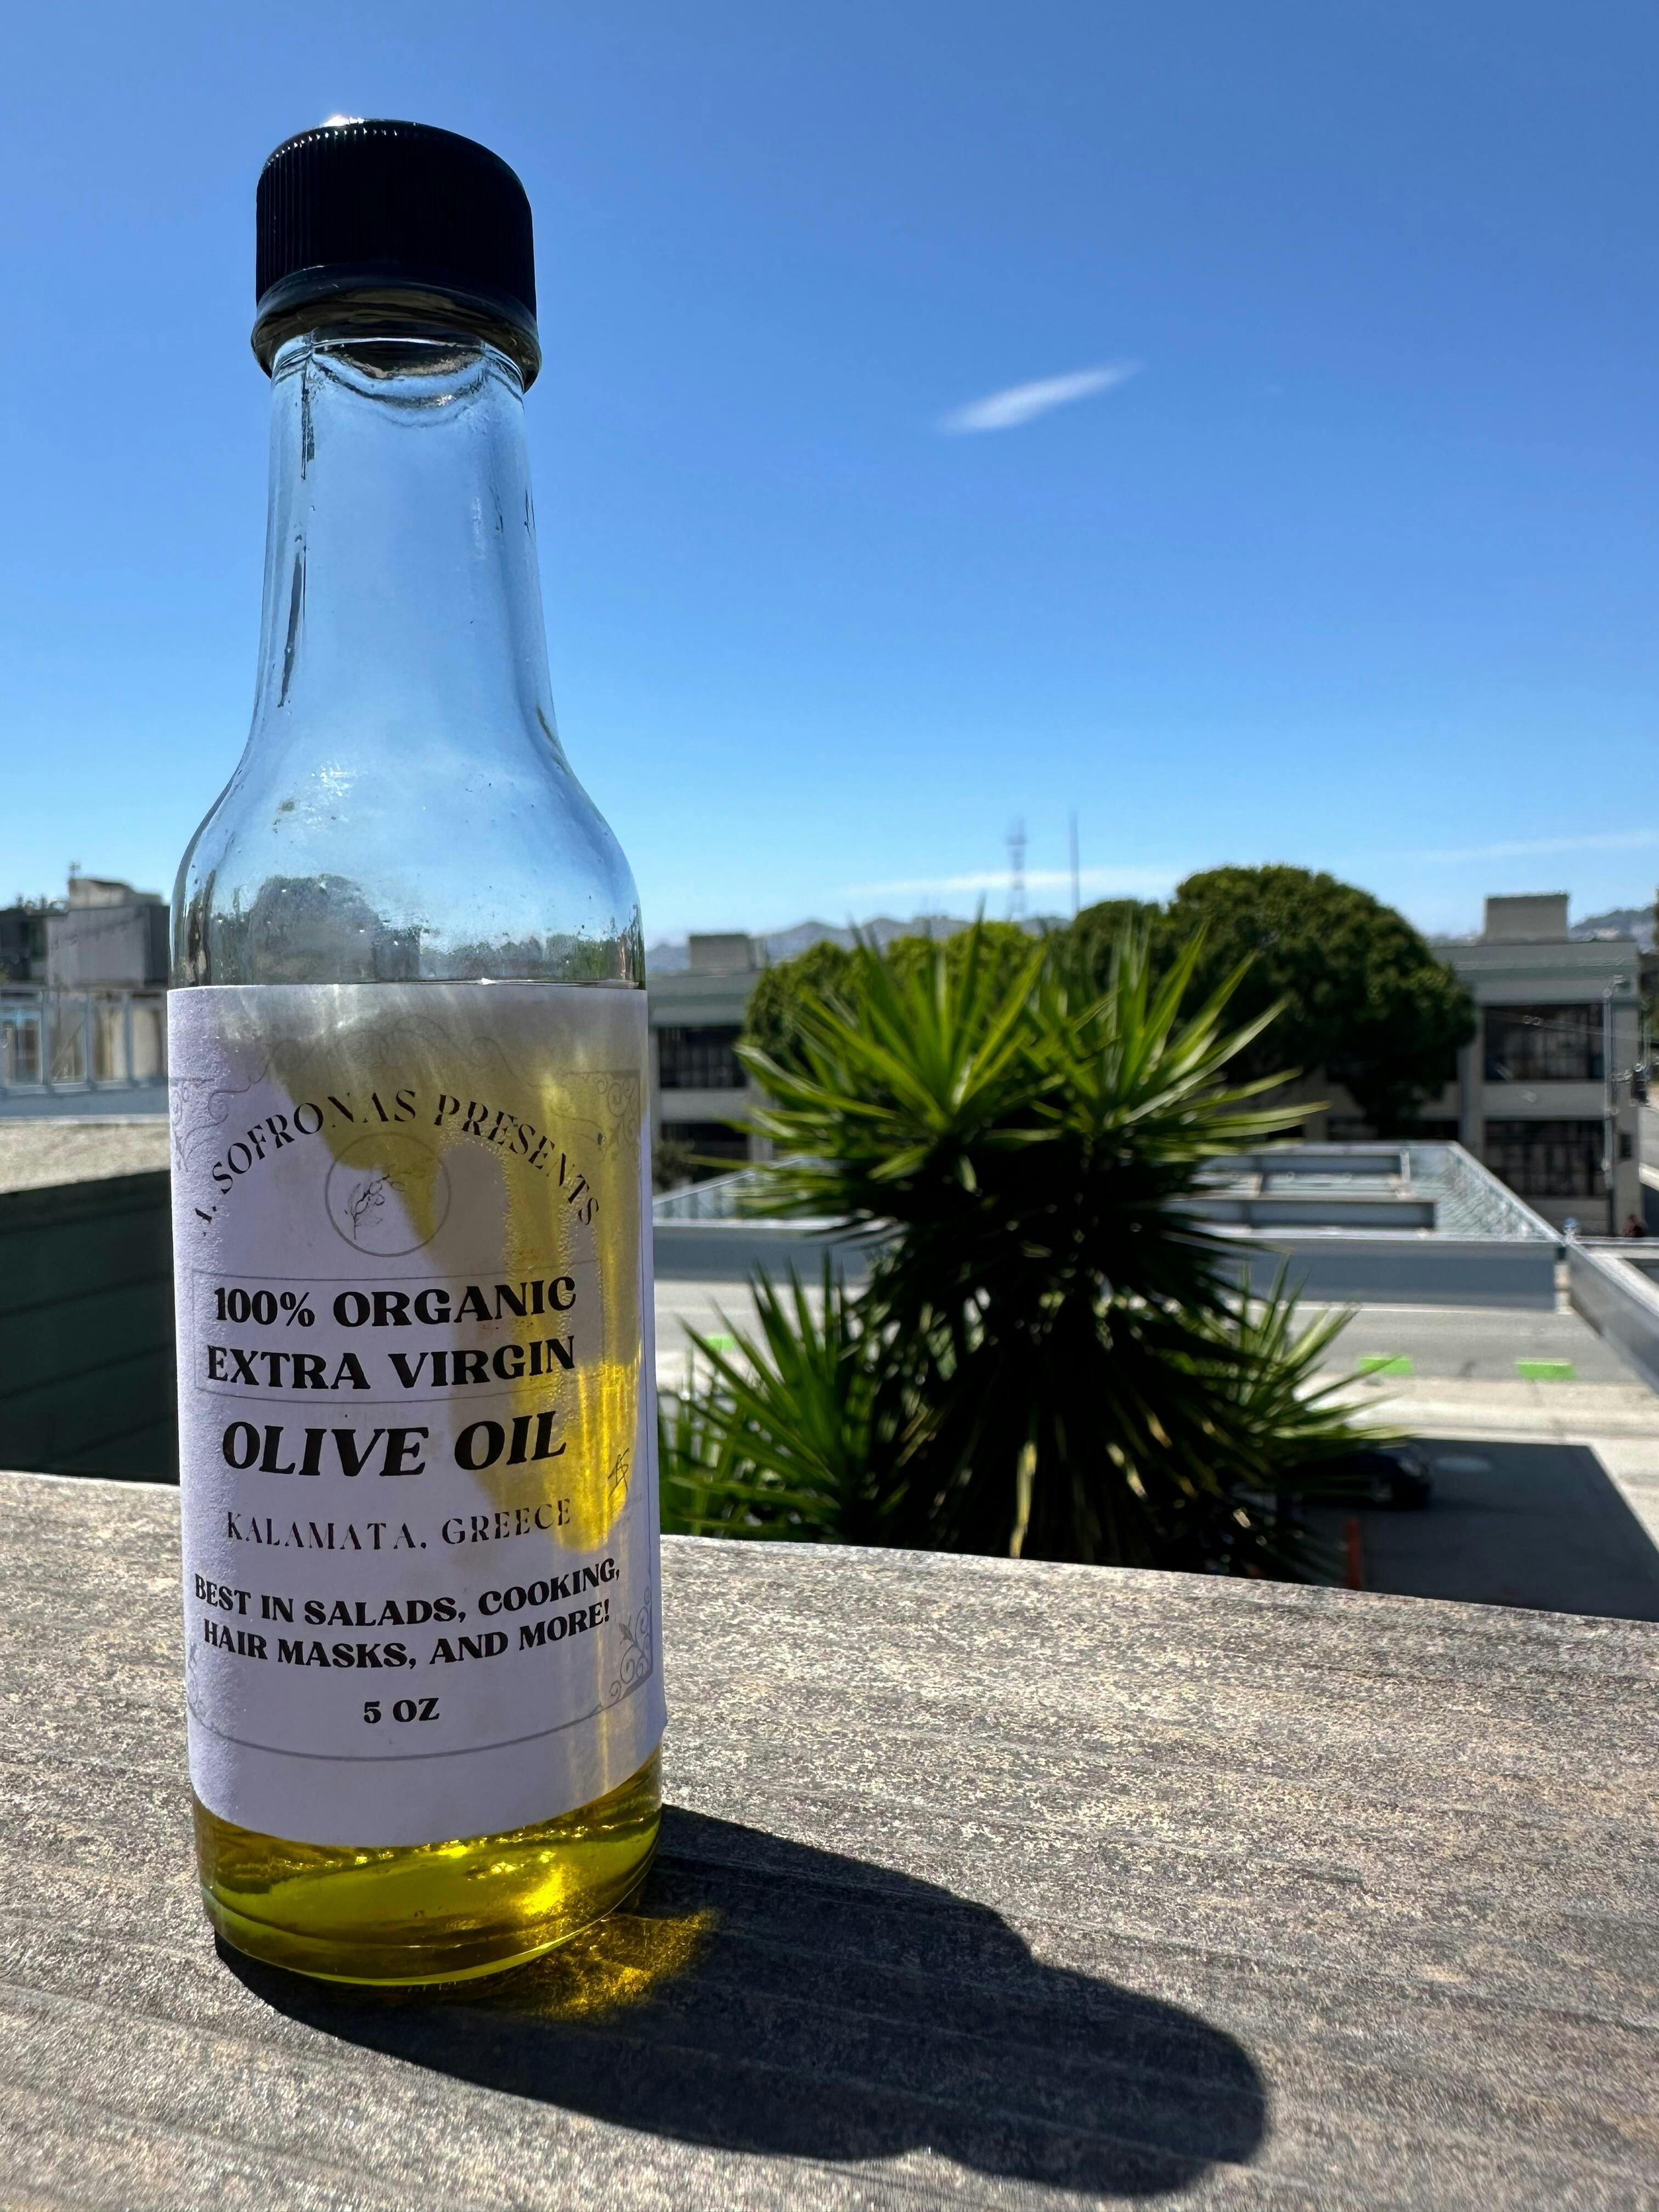 SOFRONAS PRESENTS
100% ORGANIC
EXTRA VIRGIN
OLIVE OIL
KALAMATA, GREECE
BEST IN SALADS, COOKING,
HAIR MASKS, AND MORE!
5 OZ